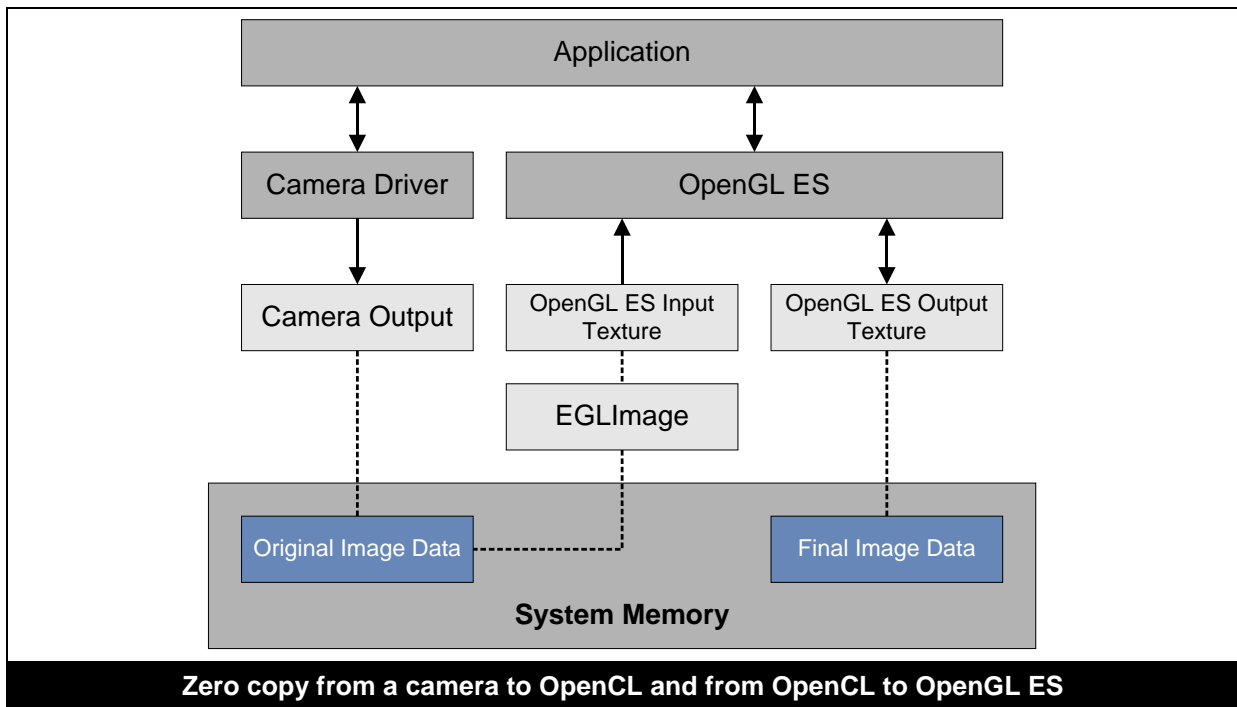 Application
Camera Driver
OpenGL ES
Camera Output
OpenGL ES Input
Texture
OpenGL ES Output
Texture
EGLImage
Original Image Data
Final Image Data
System Memory
Zero copy from a camera to OpenCL and from OpenCL to OpenGL ES